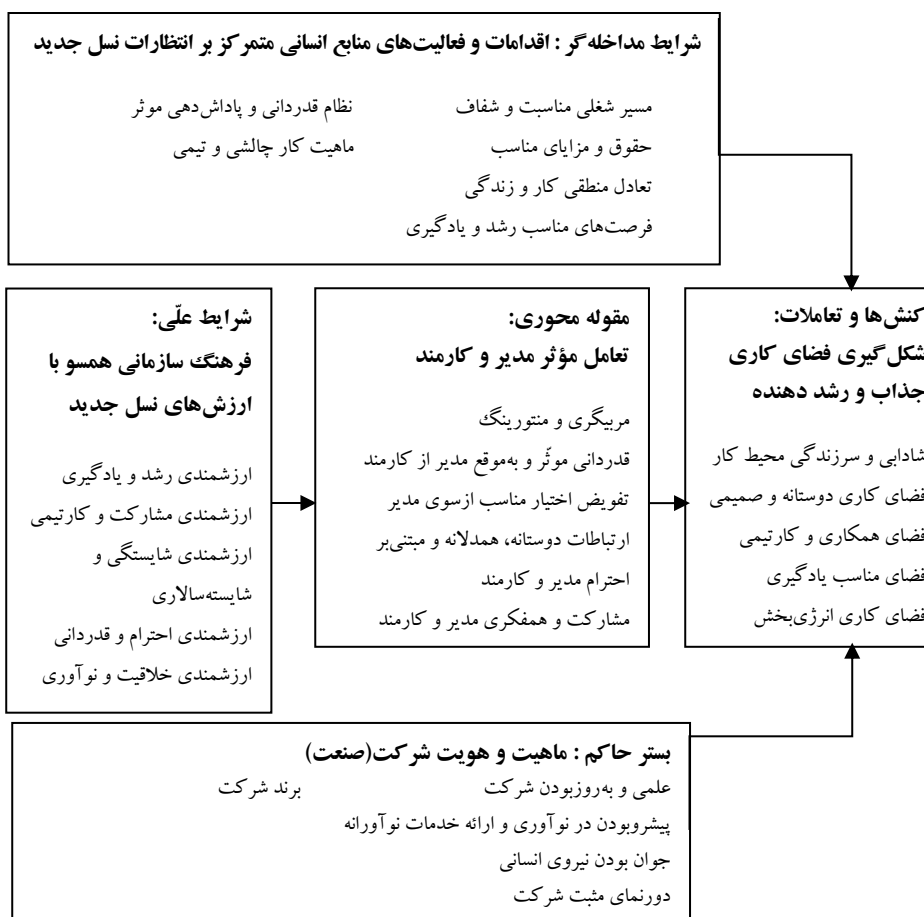 شرایط مداخله‌گر : اقدامات و فعالیت‌های منابع انسانی متمرکز بر انتظارات نسل جدید
مسیر شغلی مناسبت و شفاف
نظام قدردانی و پاداش‌دهی موثر
حقوق و مزایای مناسب
ماهیت کار چالشی و تیمی
تعادل منطقی کار و زندگی
فرصت‌های مناسب رشد و یادگیری
کنش‌ها و تعاملات:
شکل‌گیری فضای کاری
جذاب و رشد دهنده
شادابی و سرزندگی محیط کار
فضای کاری دوستانه و صمیمی
فضای همکاری و کارتیمی
فضای مناسب یادگیری
فضای کاری انرژی‌بخش
مقوله محوری:
تعامل مؤثر مدیر و کارمند
مربیگری و منتورینگ
قدردانی موثّر و به‌موقع مدیر از کارمند
تفویض اختیار مناسب ازسوی مدیر
ارتباطات دوستانه، همدلانه و مبتنی‌بر
احترام مدیر و کارمند
مشارکت و همفکری مدیر و کارمند
شرایط علّی:
فرهنگ سازمانی همسو با
ارزش‌های نسل جدید
ارزشمندی رشد و یادگیری
ارزشمندی مشارکت و کارتیمی
ارزشمندی شایستگی و
شایسته‌سالاری
ارزشمندی احترام و قدردانی
ارزشمندی خلاقیت و نوآوری
بستر حاکم : ماهیت و هویت شرکت(صنعت)
علمی و به‌روزبودن شرکت
برند شرکت
پیشروبودن در نوآوری و ارائه خدمات نوآورانه
جوان بودن نیروی انسانی
دورنمای مثبت شرکت